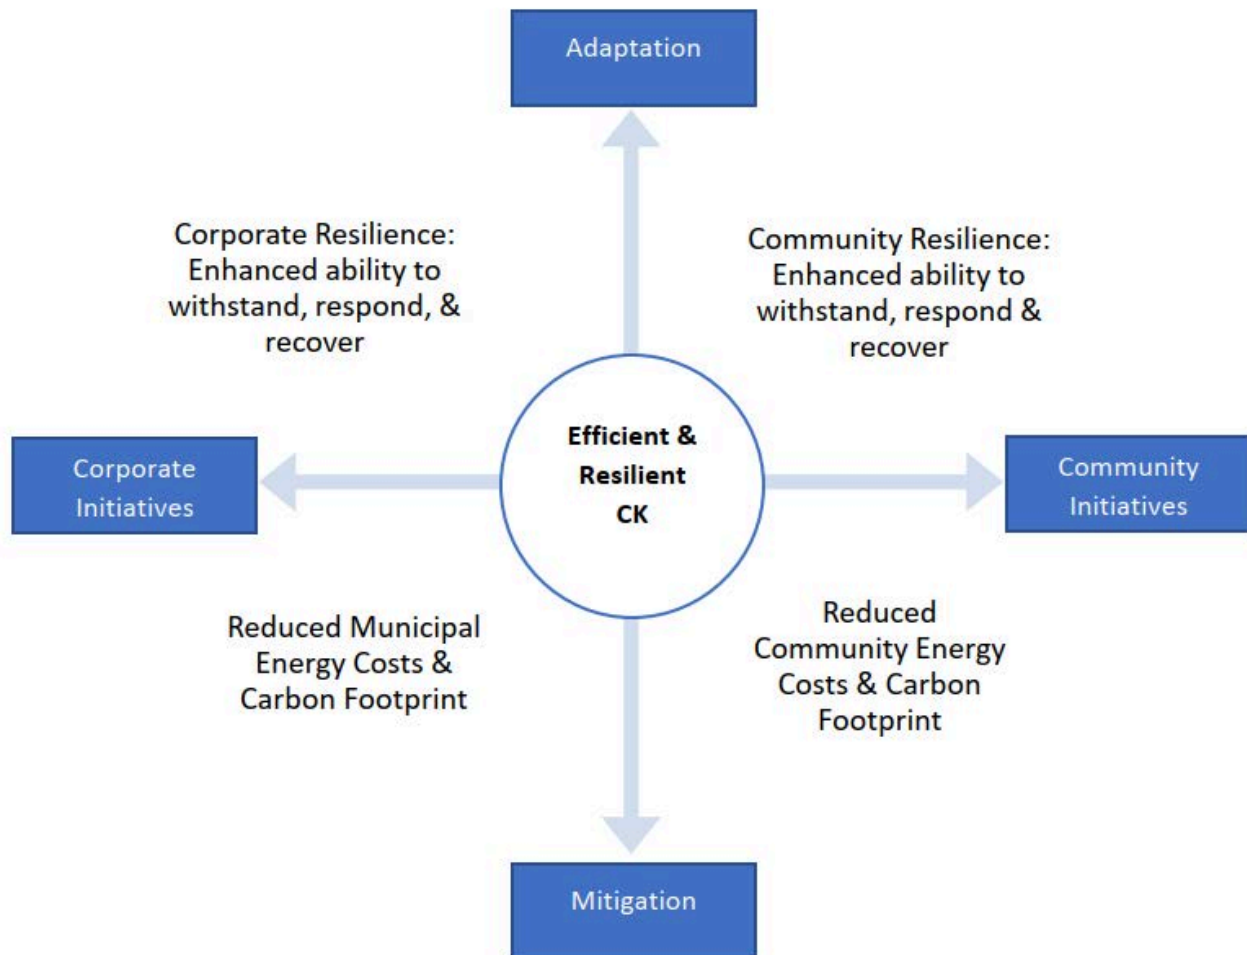 Adaptation
Corporate Resilience:
Enhanced ability to
withstand, respond, &
recover
Community Resilience:
Enhanced ability to
withstand, respond &
recover
Corporate
Initiatives
Efficient &
Resilient
CK
Community
Initiatives
Reduced Municipal
Energy Costs &
Carbon Footprint
Reduced
Community Energy
Costs & Carbon
Footprint
Mitigation